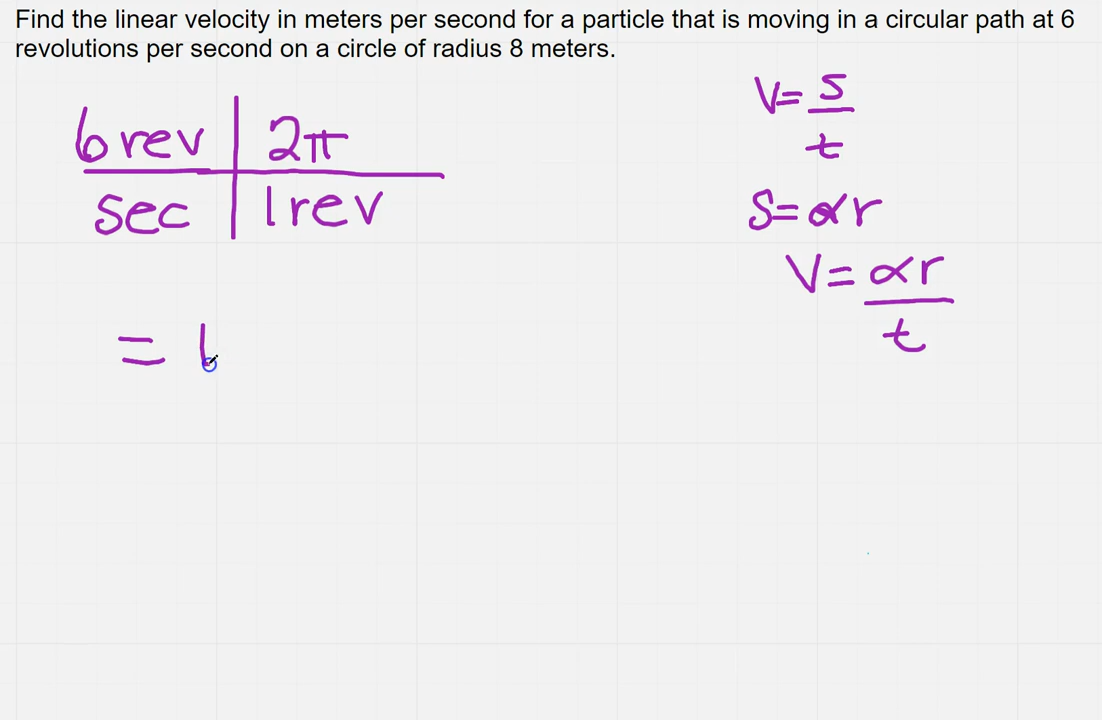 Find the linear velocity in meters per second for a particle that is moving in a circular path at 6
revolutions per second on a circle of radius 8 meters.
6 rev | 2π
sec | 1 rev
= 1
V = s
t
S = αr
V = αr
t